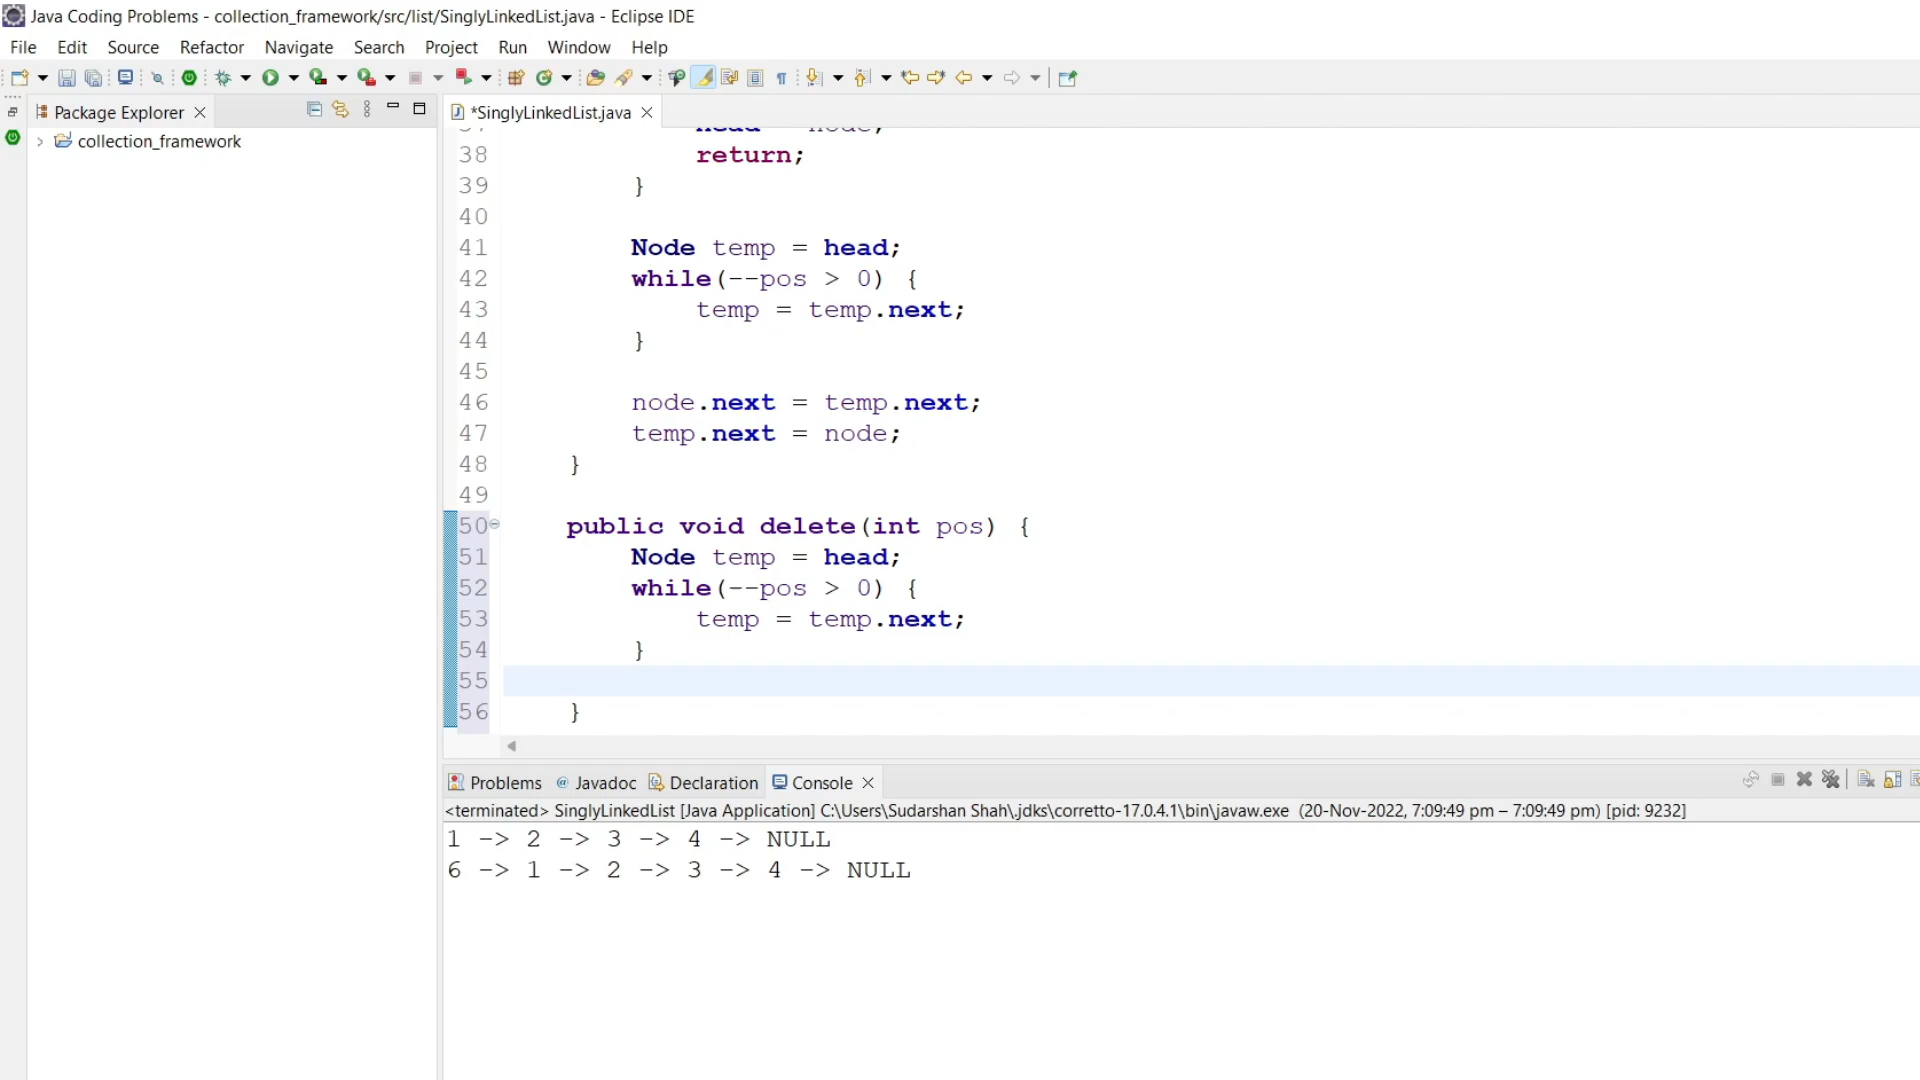 Java Coding Problems - collection_framework/src/list/SinglyLinkedList.java - Eclipse IDE
File Edit Source Refactor Navigate Search Project Run Window Help
Package Explorer
*SinglyLinkedList.java
collection_framework
37 head = node;
38 return;
39 }
40
41 Node temp = head;
42 while(--pos > 0) {
43 temp = temp.next;
44 }
45
46 node.next = temp.next;
47 temp.next = node;
48 }
49
50 public void delete(int pos) {
51 Node temp = head;
52 while(--pos > 0) {
53 temp = temp.next;
54 }
55
56 }
Problems @ Javadoc Declaration Console
<terminated> SinglyLinkedList [Java Application] C:\Users\Sudarshan Shah\.jdks\corretto-17.0.4.1\bin\javaw.exe (20-Nov-2022, 7:09:49 pm – 7:09:49 pm) [pid: 9232]
1 -> 2 -> 3 -> 4 -> NULL
6 -> 1 -> 2 -> 3 -> 4 -> NULL